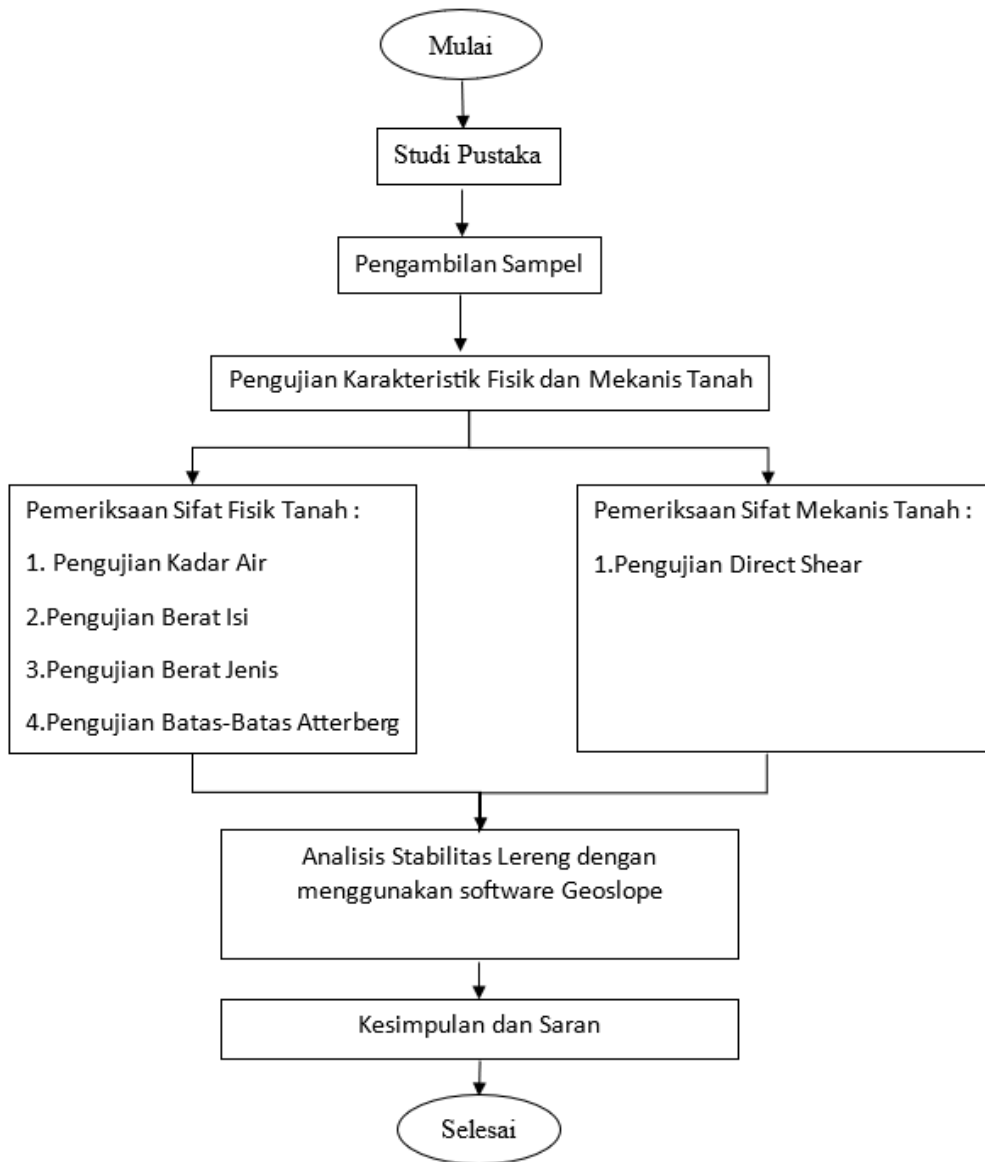 Mulai
Studi Pustaka
Pengambilan Sampel
Pengujian Karakteristik Fisik dan Mekanis Tanah
Pemeriksaan Sifat Fisik Tanah :
1. Pengujian Kadar Air
2.Pengujian Berat Isi
3.Pengujian Berat Jenis
4.Pengujian Batas-Batas Atterberg
Pemeriksaan Sifat Mekanis Tanah :
1.Pengujian Direct Shear
Analisis Stabilitas Lereng dengan
menggunakan software Geoslope
Kesimpulan dan Saran
Selesai